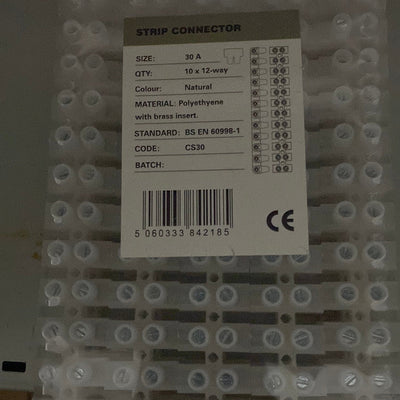 STRIP CONNECTOR
SIZE: 30 A
QTY: 10 x 12-way
Colour: Natural
MATERIAL: Polyethyene
with brass insert.
STANDARD: BS EN 60998-1
CODE: CS30
BATCH:
5 060333 842185
CE